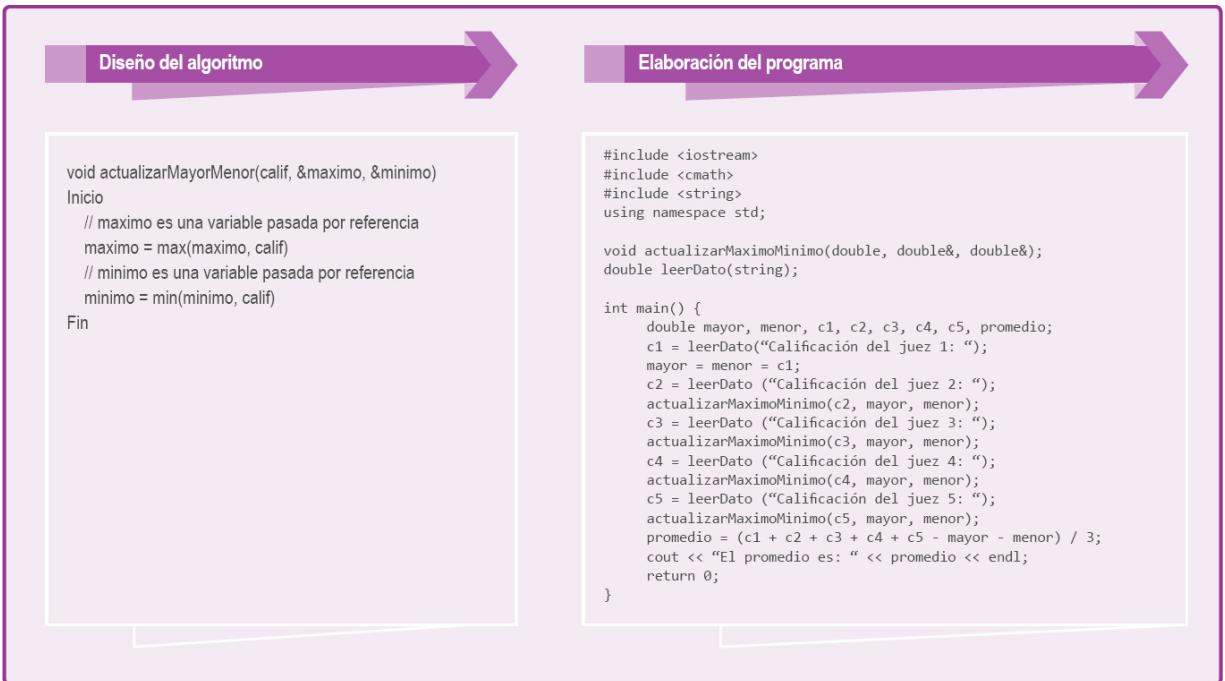 Diseño del algoritmo
void actualizarMayorMenor(calif, &maximo, &minimo)
Inicio
// maximo es una variable pasada por referencia
maximo = max(maximo, calif)
// minimo es una variable pasada por referencia
minimo = min(minimo, calif)
Fin
Elaboración del programa
#include <iostream>
#include <cmath>
#include <string>
using namespace std;
void actualizarMaximoMinimo(double, double&, double&);
double leerDato(string);
int main() {
double mayor, menor, c1, c2, c3, c4, c5, promedio;
c1 = leerDato(“Calificación del juez 1: “);
mayor = menor = c1;
c2 = leerDato (“Calificación del juez 2: “);
actualizarMaximoMinimo(c2, mayor, menor);
c3 = leerDato (“Calificación del juez 3: “);
actualizarMaximoMinimo(c3, mayor, menor);
c4 = leerDato (“Calificación del juez 4: “);
actualizarMaximoMinimo(c4, mayor, menor);
c5 = leerDato (“Calificación del juez 5: “);
actualizarMaximoMinimo(c5, mayor, menor);
promedio = (c1 + c2 + c3 + c4 + c5 - mayor - menor) / 3;
cout << “El promedio es: “ << promedio << endl;
return 0;
}